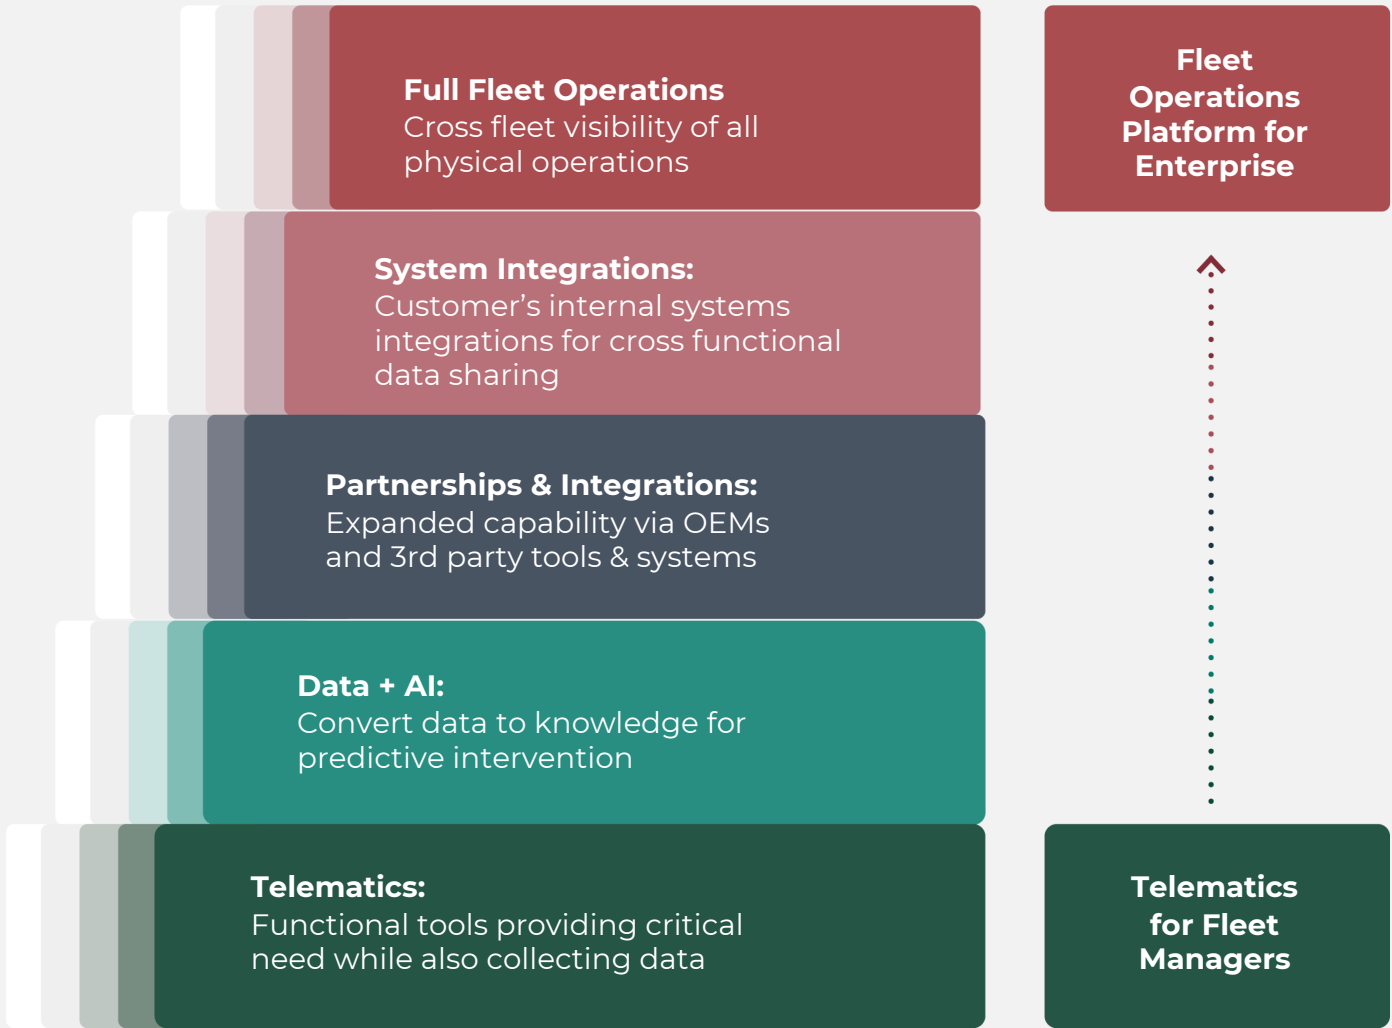 Full Fleet Operations
Cross fleet visibility of all
physical operations
Fleet
Operations
Platform for
Enterprise
System Integrations:
Customer’s internal systems
integrations for cross functional
data sharing
Partnerships & Integrations:
Expanded capability via OEMs
and 3rd party tools & systems
Data + AI:
Convert data to knowledge for
predictive intervention
Telematics:
Functional tools providing critical
need while also collecting data
Telematics
for Fleet
Managers